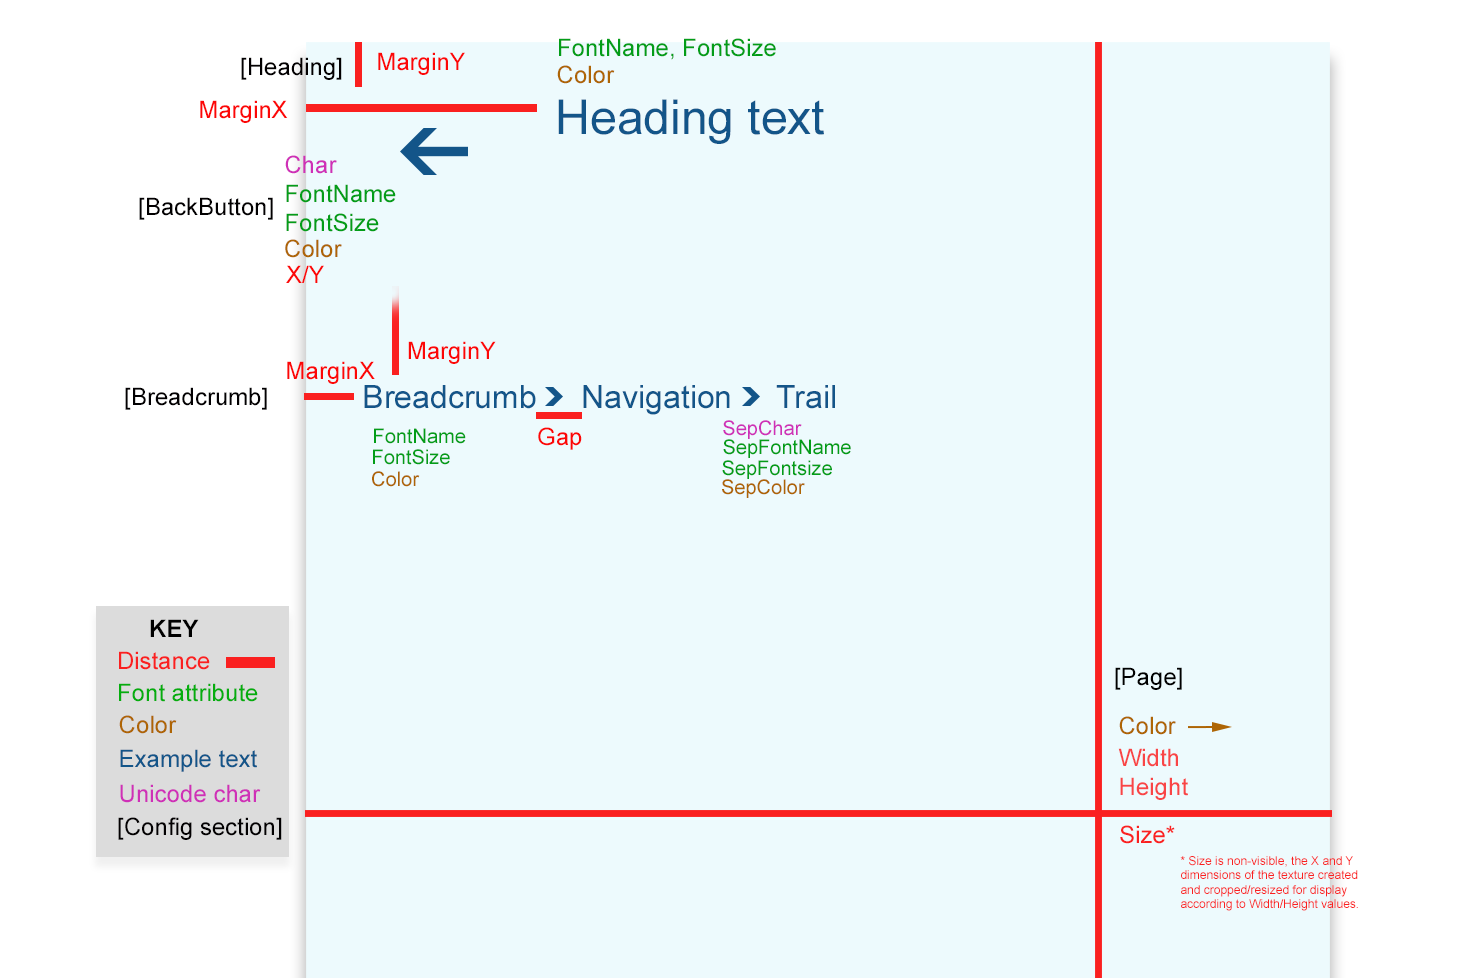 FontName, FontSize
[Heading]
MarginY
Color
MarginX
Heading text
Char
FontName
[BackButton]
FontSize
Color
X/Y
MarginY
MarginX
[Breadcrumb]
Breadcrumb > Navigation > Trail
Gap
FontName
FontSize
Color
SepChar
SepFontName
SepFontsize
SepColor
KEY
Distance
Font attribute
Color
Example text
Unicode char
[Config section]
[Page]
Color
Width
Height
Size*
* Size is non-visible, the X and Y
dimensions of the texture created
and cropped/resized for display
according to Width/Height values.